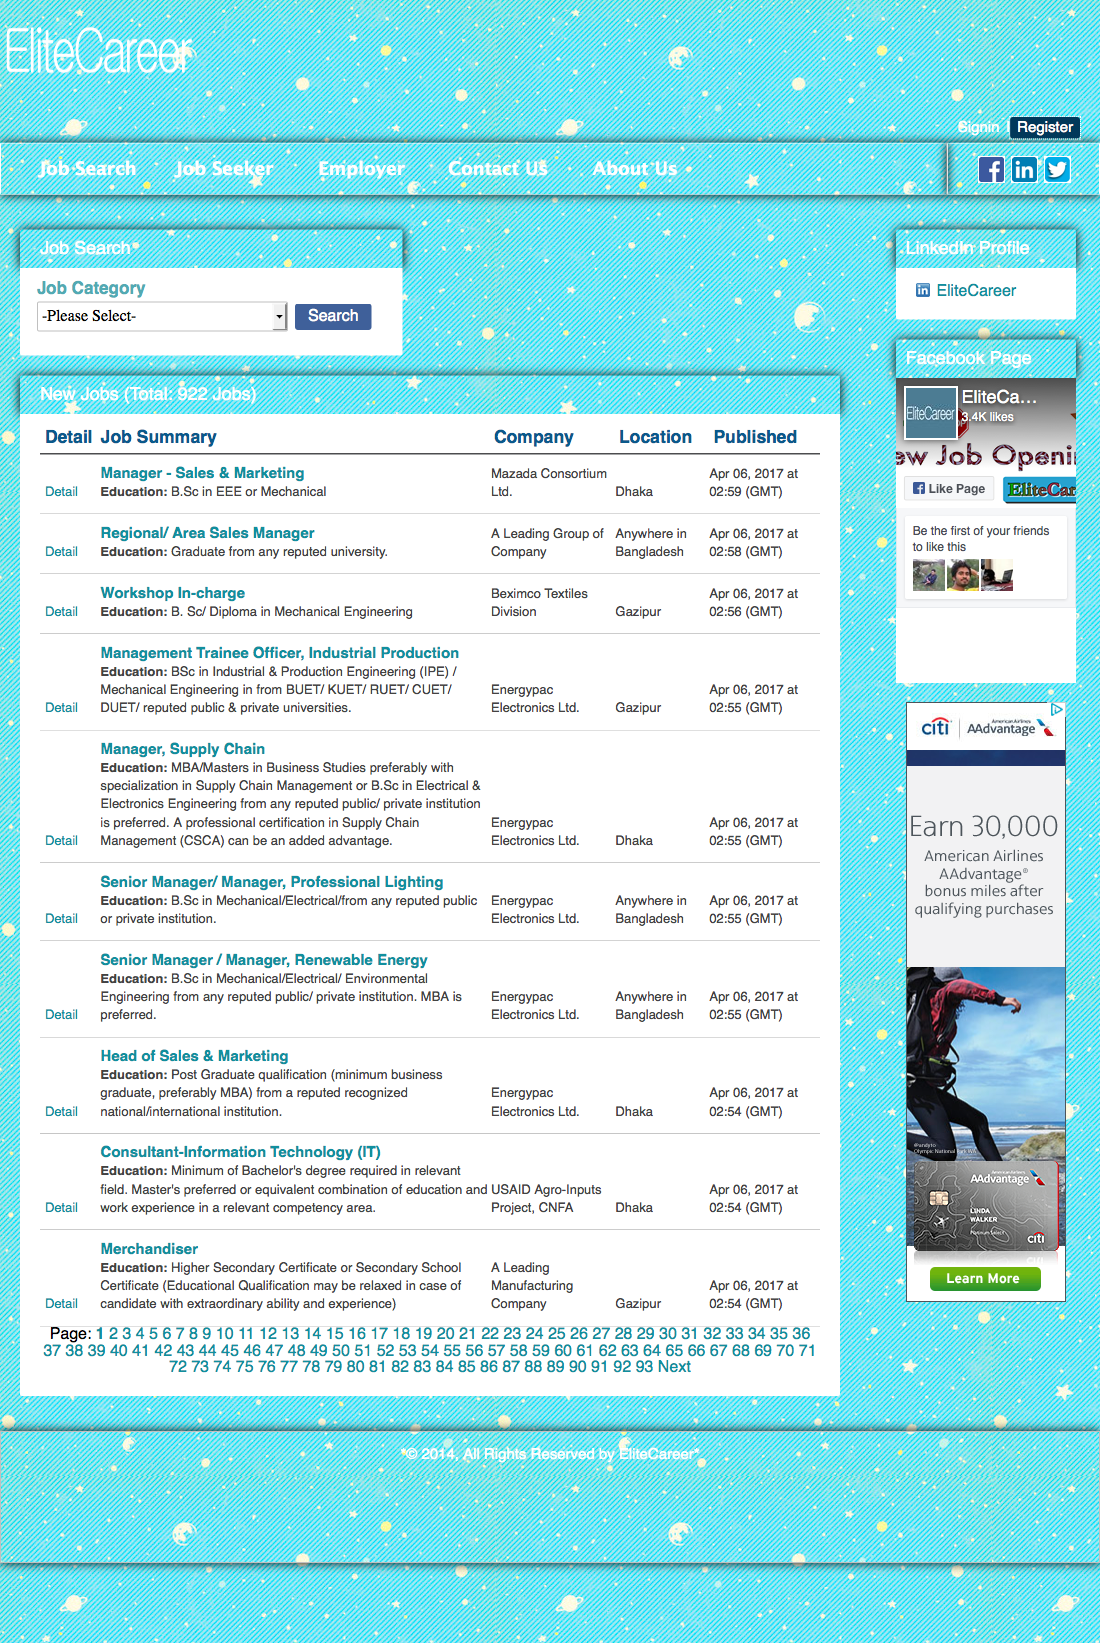 EliteCareer
Signin | Register
Job Search Job Seeker Employer Contact US About Us
Job Search
Job Category
-Please Select- Search
New Jobs (Total: 922 Jobs)
Detail Job Summary Company Location Published
Manager - Sales & Marketing
Education: B.Sc in EEE or Mechanical
Detail
Mazada Consortium
Ltd.
Dhaka
Apr 06, 2017 at
02:59 (GMT)
Regional/ Area Sales Manager
Education: Graduate from any reputed university.
Detail
A Leading Group of
Company
Anywhere in
Bangladesh
Apr 06, 2017 at
02:58 (GMT)
Workshop In-charge
Education: B. Sc/ Diploma in Mechanical Engineering
Detail
Beximco Textiles
Division
Gazipur
Apr 06, 2017 at
02:56 (GMT)
Management Trainee Officer, Industrial Production
Education: BSc in Industrial & Production Engineering (IPE) /
Mechanical Engineering in from BUET/ KUET/ RUET/ CUET/
DUET/ reputed public & private universities.
Detail
Energypac
Electronics Ltd.
Gazipur
Apr 06, 2017 at
02:55 (GMT)
Manager, Supply Chain
Education: MBA/Masters in Business Studies preferably with
specialization in Supply Chain Management or B.Sc in Electrical &
Electronics Engineering from any reputed public/ private institution
is preferred. A professional certification in Supply Chain
Management (CSCA) can be an added advantage.
Detail
Energypac
Electronics Ltd.
Dhaka
Apr 06, 2017 at
02:55 (GMT)
Senior Manager/ Manager, Professional Lighting
Education: B.Sc in Mechanical/Electrical/from any reputed public
or private institution.
Detail
Energypac
Electronics Ltd.
Anywhere in
Bangladesh
Apr 06, 2017 at
02:55 (GMT)
Senior Manager / Manager, Renewable Energy
Education: B.Sc in Mechanical/Electrical/ Environmental
Engineering from any reputed public/ private institution. MBA is
preferred.
Detail
Energypac
Electronics Ltd.
Anywhere in
Bangladesh
Apr 06, 2017 at
02:55 (GMT)
Head of Sales & Marketing
Education: Post Graduate qualification (minimum business
graduate, preferably MBA) from a reputed recognized
national/international institution.
Detail
Energypac
Electronics Ltd.
Dhaka
Apr 06, 2017 at
02:54 (GMT)
Consultant-Information Technology (IT)
Education: Minimum of Bachelor's degree required in relevant
field. Master's preferred or equivalent combination of education and
work experience in a relevant competency area.
Detail
USAID Agro-Inputs
Project, CNFA
Dhaka
Apr 06, 2017 at
02:54 (GMT)
Merchandiser
Education: Higher Secondary Certificate or Secondary School
Certificate (Educational Qualification may be relaxed in case of
candidate with extraordinary ability and experience)
Detail
A Leading
Manufacturing
Company
Gazipur
Apr 06, 2017 at
02:54 (GMT)
Page: 1 2 3 4 5 6 7 8 9 10 11 12 13 14 15 16 17 18 19 20 21 22 23 24 25 26 27 28 29 30 31 32 33 34 35 36
37 38 39 40 41 42 43 44 45 46 47 48 49 50 51 52 53 54 55 56 57 58 59 60 61 62 63 64 65 66 67 68 69 70 71
72 73 74 75 76 77 78 79 80 81 82 83 84 85 86 87 88 89 90 91 92 93 Next
LinkedIn Profile
in EliteCareer
Facebook Page
EliteCareer
EliteCa...
3.4K likes
ew Job Openi
Like Page
EliteCar
Be the first of your friends
to like this
citi
American Airlines
AAdvantage
Earn 30,000
American Airlines
AAdvantage®
bonus miles after
qualifying purchases
@andyto
Olympic National Park WA
American Airlines
AAdvantage
LINDA
WALKER
Platinum Select
citi
Learn More
*© 2014, All Rights Reserved by EliteCareer*